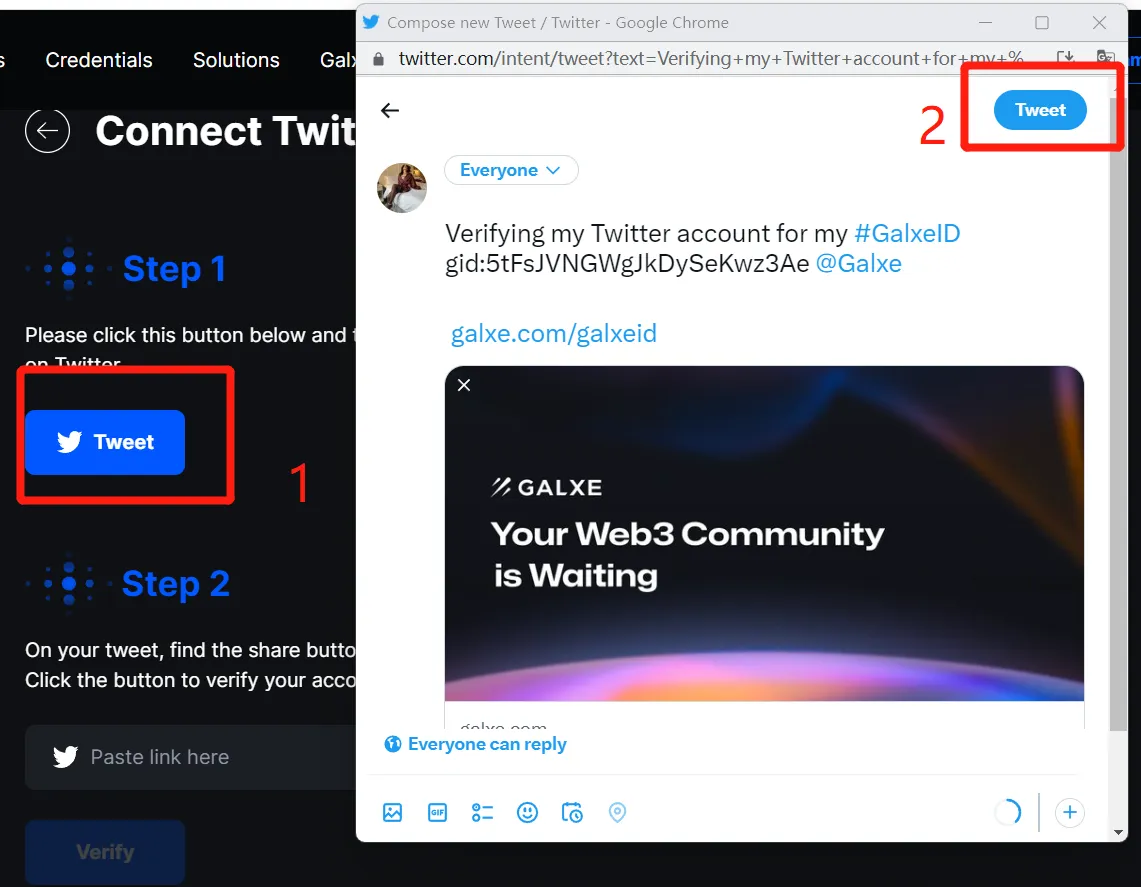 Compose new Tweet / Twitter - Google Chrome
twitter.com/intent/tweet?text=Verifying+my+Twitter+account+for+my+%
s Credentials Solutions Galx
Connect Twit
Step 1
Please click this button below and t
on Twitter
Tweet
1
Step 2
On your tweet, find the share butto
Click the button to verify your acco
Paste link here
Verify
Tweet
2
Everyone
Verifying my Twitter account for my #GalxeID
gid:5tFsJVNGWgJkDySeKwz3Ae @Galxe
galxe.com/galxeid
GALXE
Your Web3 Community
is Waiting
galxe.com
Everyone can reply
GIF